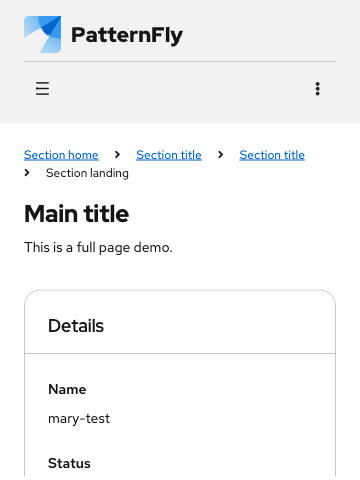 PatternFly
Section home
Section title
Section title
Section landing
Main title
This is a full page demo.
Details
Name
mary-test
Status